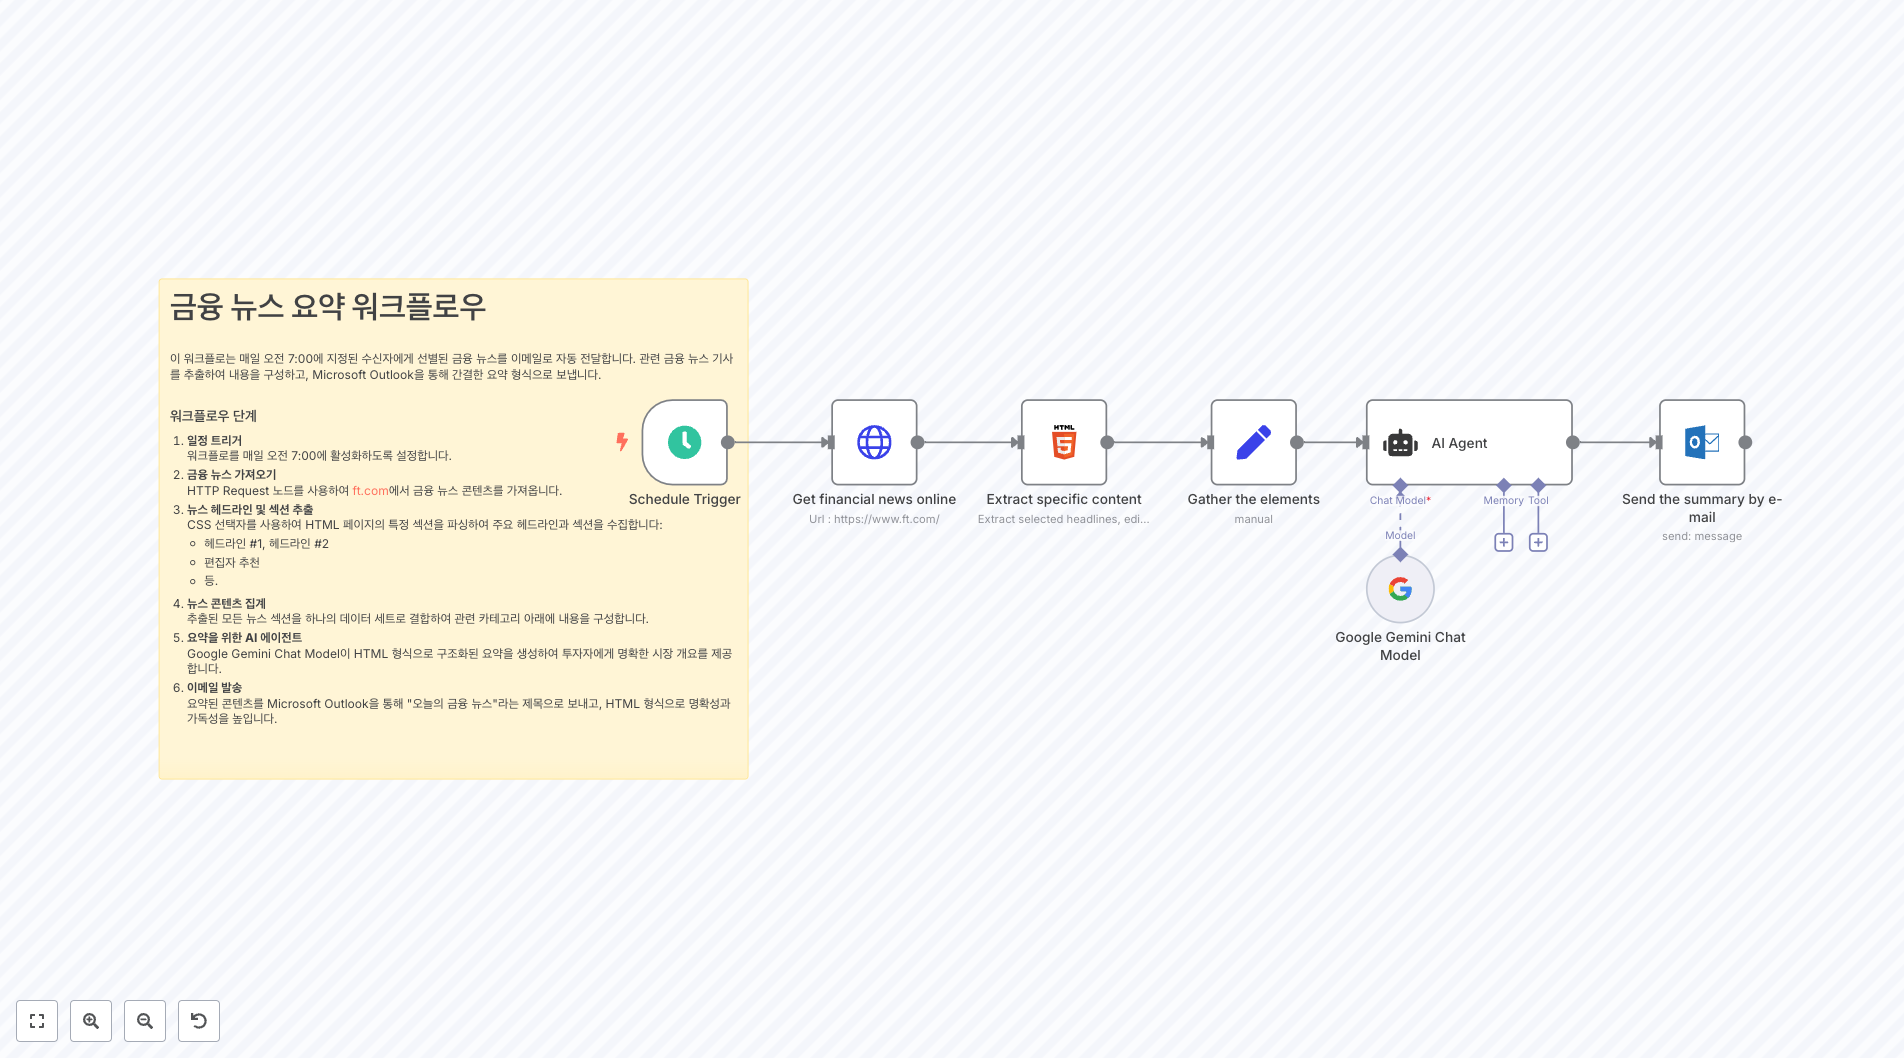 금융 뉴스 요약 워크플로우
이 워크플로는 매일 오전 7:00에 지정된 수신자에게 선별된 금융 뉴스를 이메일로 자동 전달합니다. 관련 금융 뉴스 기사
를 추출하여 내용을 구성하고, Microsoft Outlook을 통해 간결한 요약 형식으로 보냅니다.
워크플로우 단계
1. 일정 트리거
워크플로를 매일 오전 7:00에 활성화하도록 설정합니다.
2. 금융 뉴스 가져오기
HTTP Request 노드를 사용하여 ft.com에서 금융 뉴스 콘텐츠를 가져옵니다.
3. 뉴스 헤드라인 및 섹션 추출
CSS 선택자를 사용하여 HTML 페이지의 특정 섹션을 파싱하여 주요 헤드라인과 섹션을 수집합니다:
헤드라인 #1, 헤드라인 #2
편집자 추천
등.
4. 뉴스 콘텐츠 집계
추출된 모든 뉴스 섹션을 하나의 데이터 세트로 결합하여 관련 카테고리 아래에 내용을 구성합니다.
5. 요약을 위한 AI 에이전트
Google Gemini Chat Model이 HTML 형식으로 구조화된 요약을 생성하여 투자자에게 명확한 시장 개요를 제공
합니다.
6. 이메일 발송
요약된 콘텐츠를 Microsoft Outlook을 통해 "오늘의 금융 뉴스"라는 제목으로 보내고, HTML 형식으로 명확성과
가독성을 높입니다.
Schedule Trigger
Get financial news online
Url : https://www.ft.com/
HTML
Extract specific content
Extract selected headlines, edi...
Gather the elements
manual
AI Agent
Chat Model*
Memory
Tool
Model
Google Gemini Chat
Model
Send the summary by e-
mail
send: message